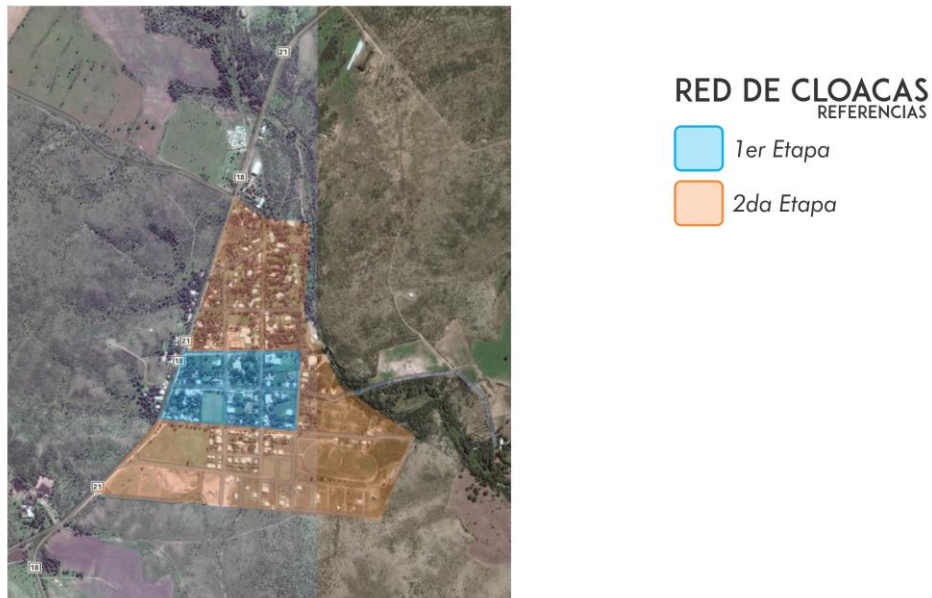 RED DE CLOACAS
REFERENCIAS
1er Etapa
2da Etapa
21
18
21
18
21
18